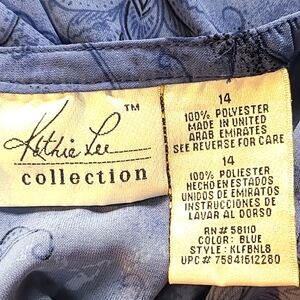 Kathie Lee TM
collection
14
100% POLYESTER
MADE IN UNITED
ARAB EMIRATES
SEE REVERSE FOR CARE
14
100% POLIESTER
HECHO EN ESTADOS
UNIDOS DE EMIRATOS
INSTRUCCIONES DE
LAVAR AL DORSO
RN# 58110
COLOR: BLUE
STYLE: KLFBNL8
UPC# 75841612280